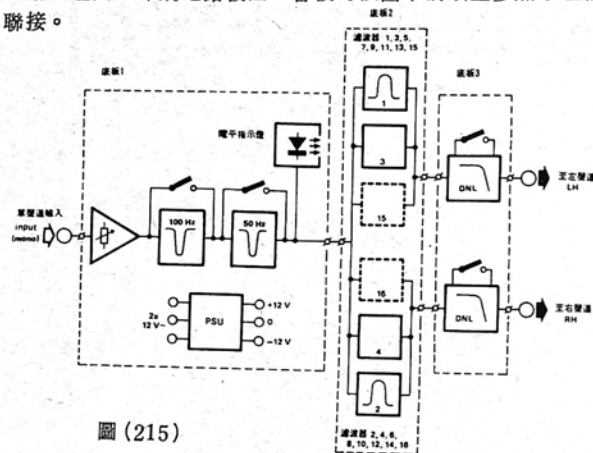 聯接。
底板2
濾波器 1, 3, 5,
7, 9, 11, 13, 15
底板1
底板3
電平指示燈
1
3
15
單聲道輸入
input
(mono)
100 Hz
50 Hz
DNL
至左聲道
LH
16
4
2
DNL
至右聲道
RH
2x
12 V~
PSU
+12 V
0
−12 V
濾波器 2, 4, 6,
8, 10, 12, 14, 16
圖(215)